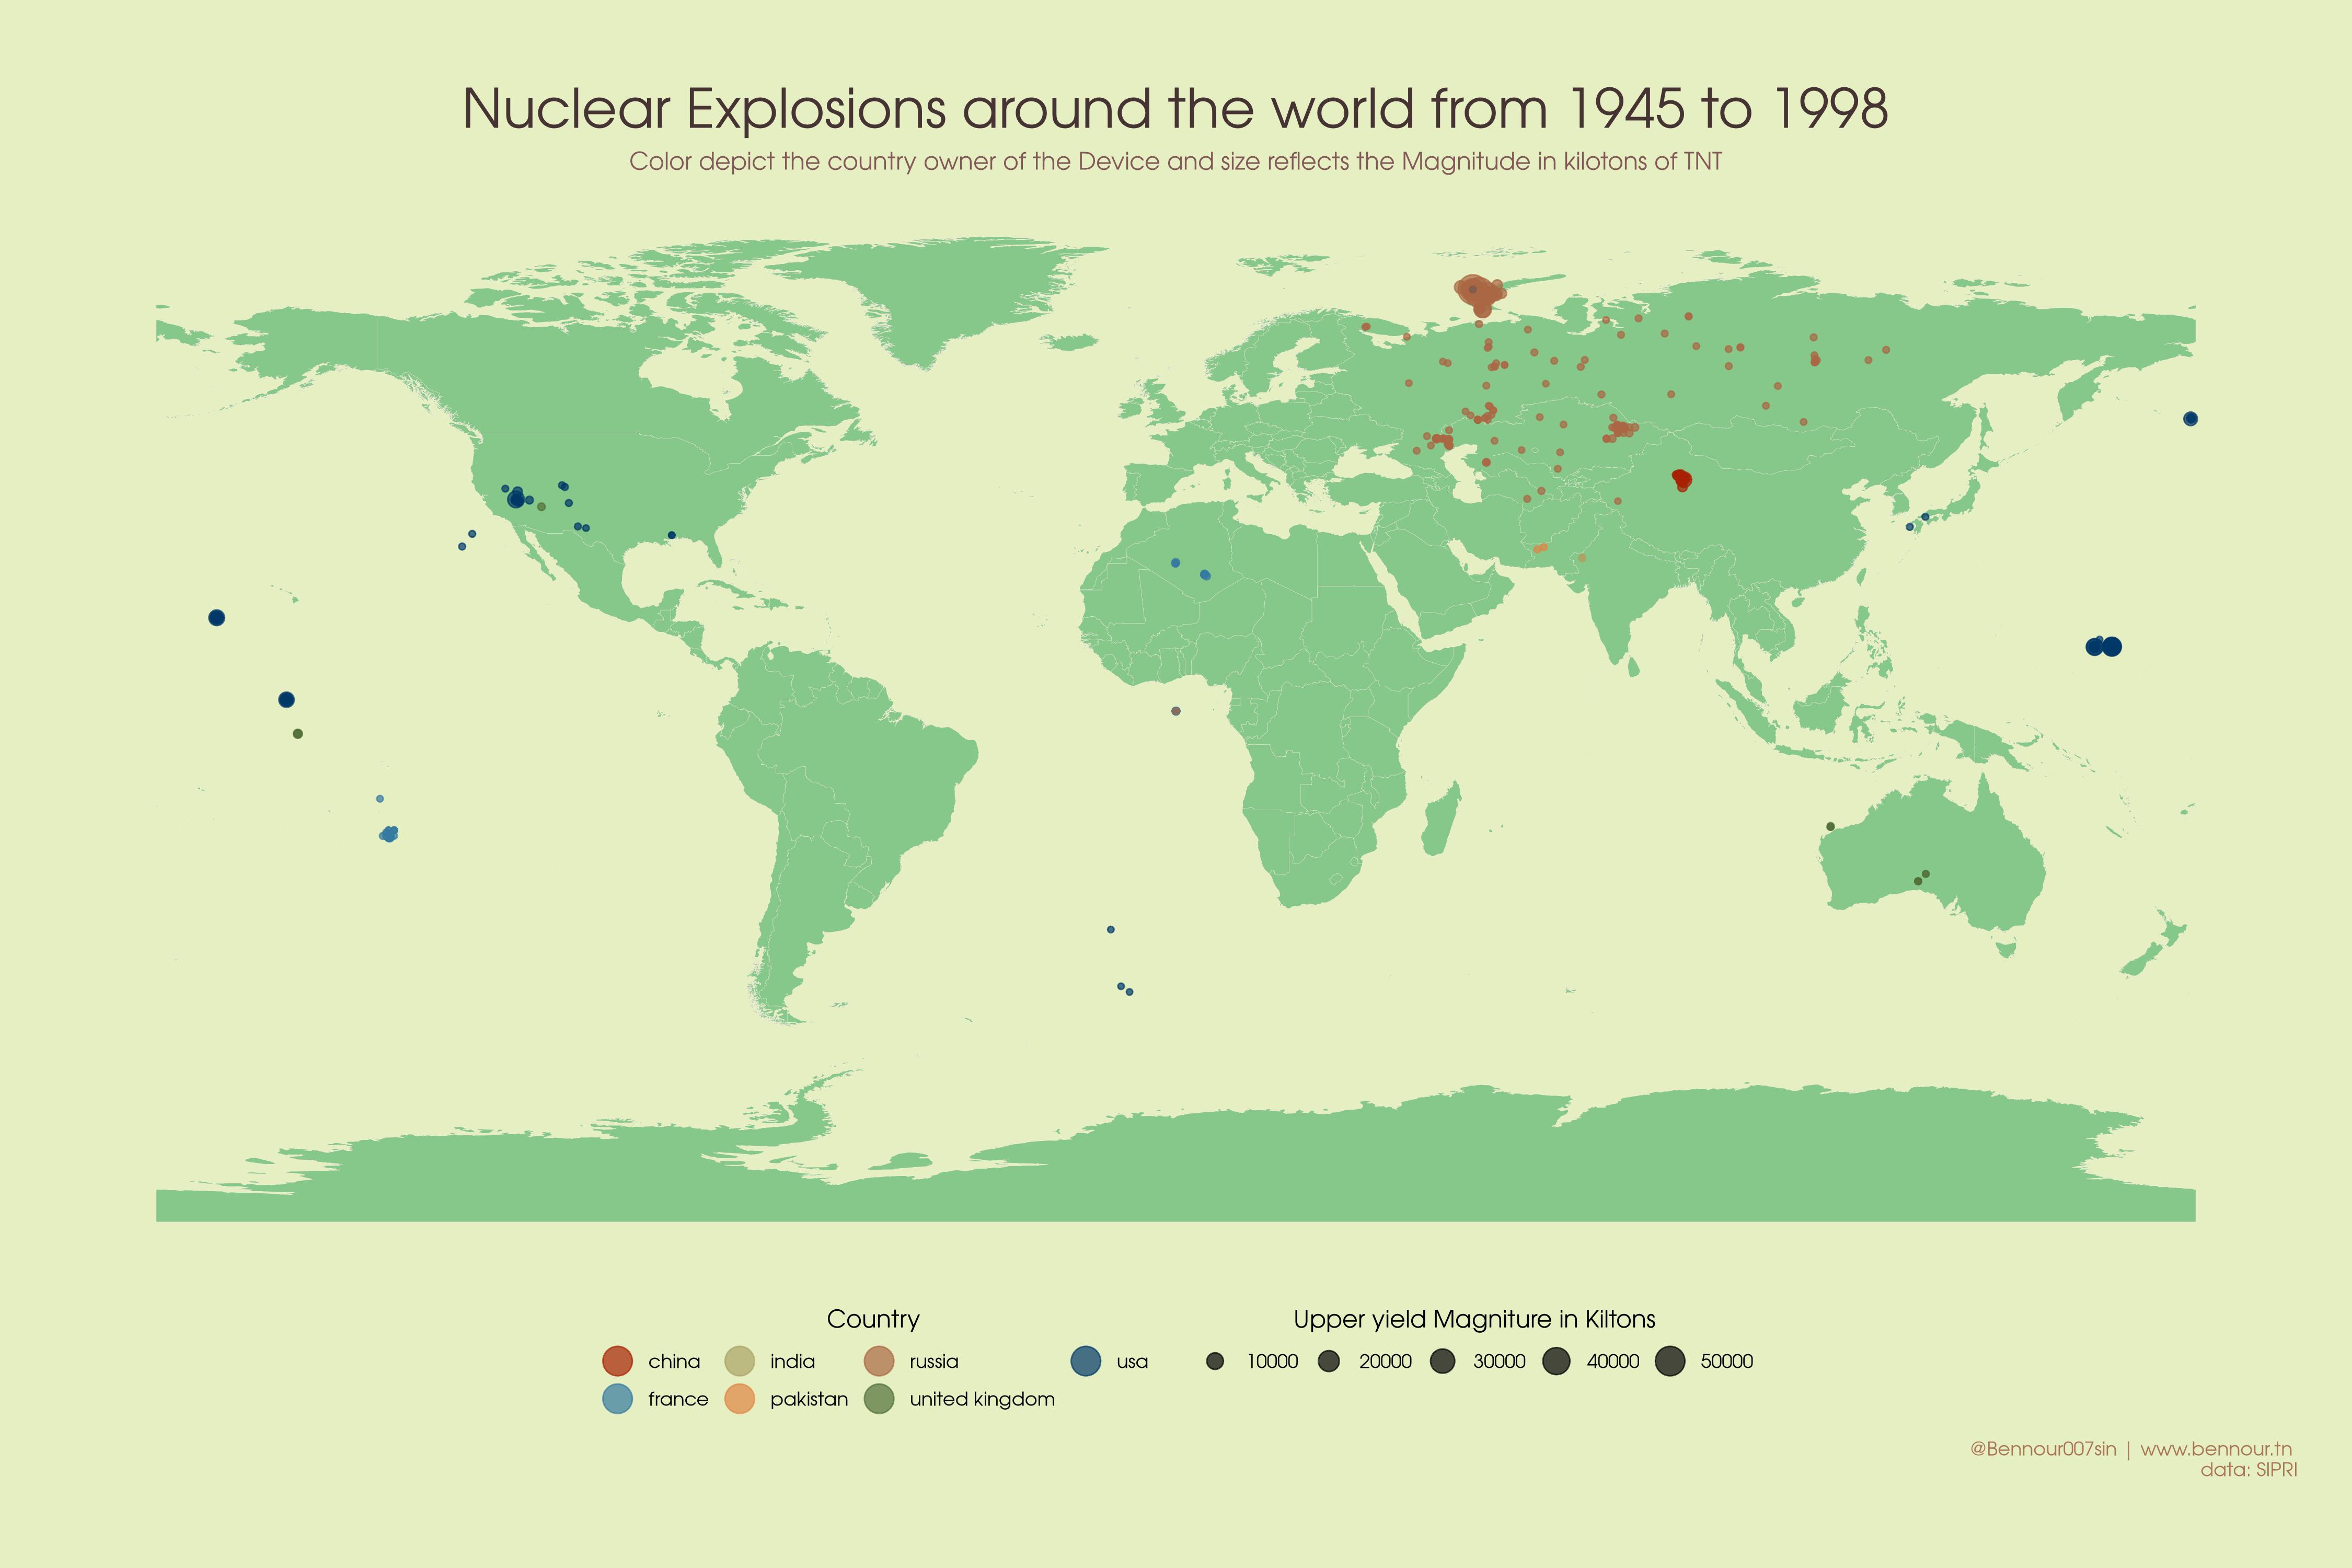 Nuclear Explosions around the world from 1945 to 1998
Color depict the country owner of the Device and size reflects the Magnitude in kilotons of TNT
Country
china
india
russia
usa
france
pakistan
united kingdom
Upper yield Magniture in Kiltons
10000
20000
30000
40000
50000
@Bennour007sin | www.bennour.tn
data: SIPRI